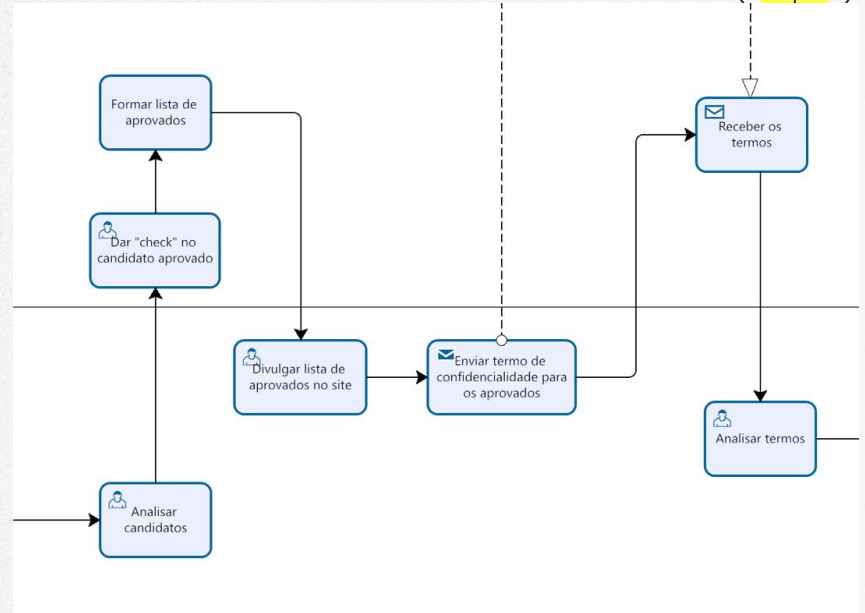 Formar lista de
aprovados
Receber os
termos
Dar "check" no
candidato aprovado
Divulgar lista de
aprovados no site
Enviar termo de
confidencialidade para
os aprovados
Analisar termos
Analisar
candidatos